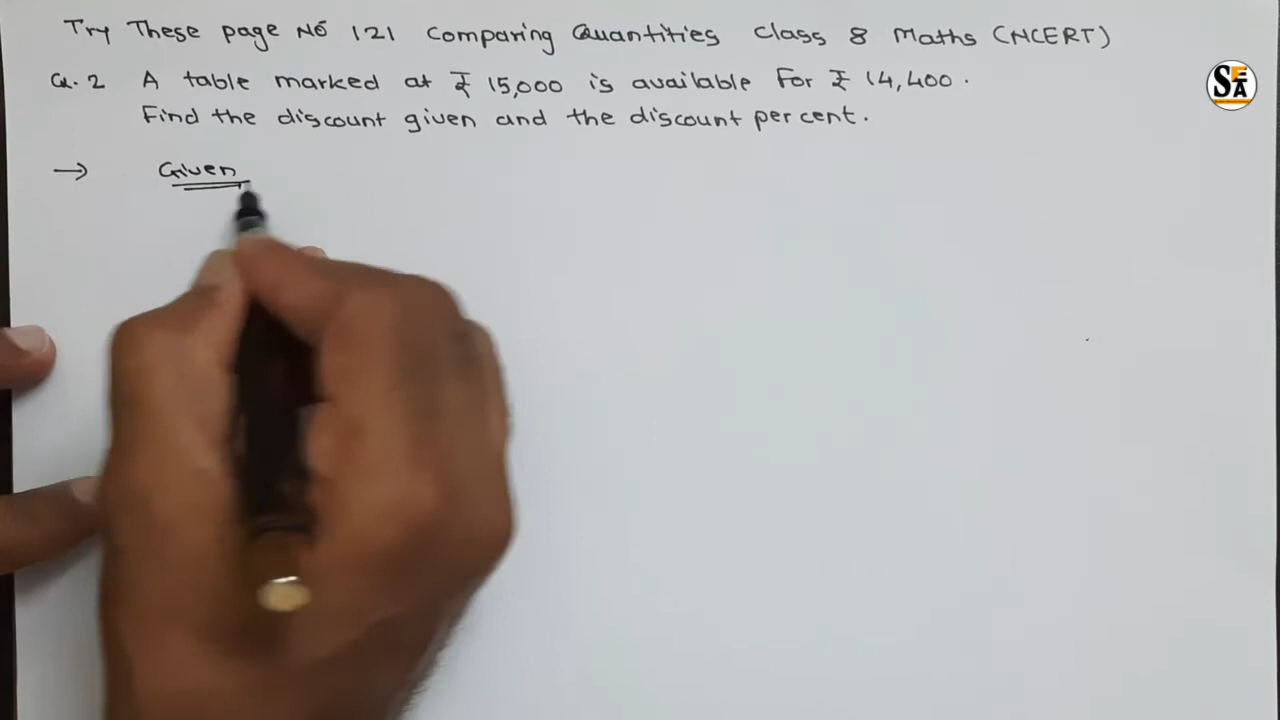 Try These page No 121 Comparing Quantities Class 8 Maths (NCERT)
Q. 2 A table marked at ₹ 15,000 is available for ₹ 14,400.
Find the discount given and the discount per cent.
→ Given
SFTA